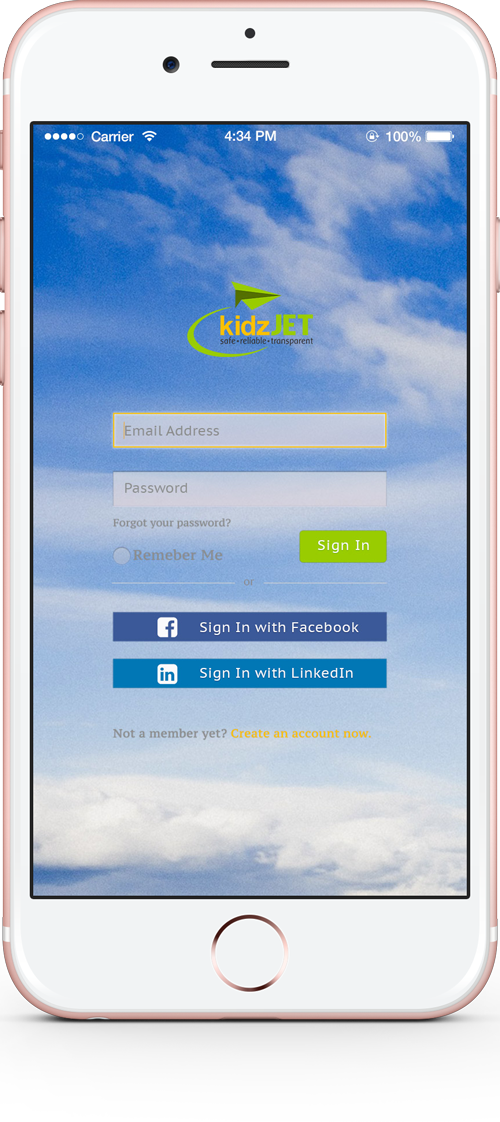 Carrier 4:34 PM 100%
kidzJET
safe•reliable•transparent
Email Address
Password
Forgot your password?
Sign In
Remeber Me
or
Sign In with Facebook
Sign In with LinkedIn
Not a member yet? Create an account now.